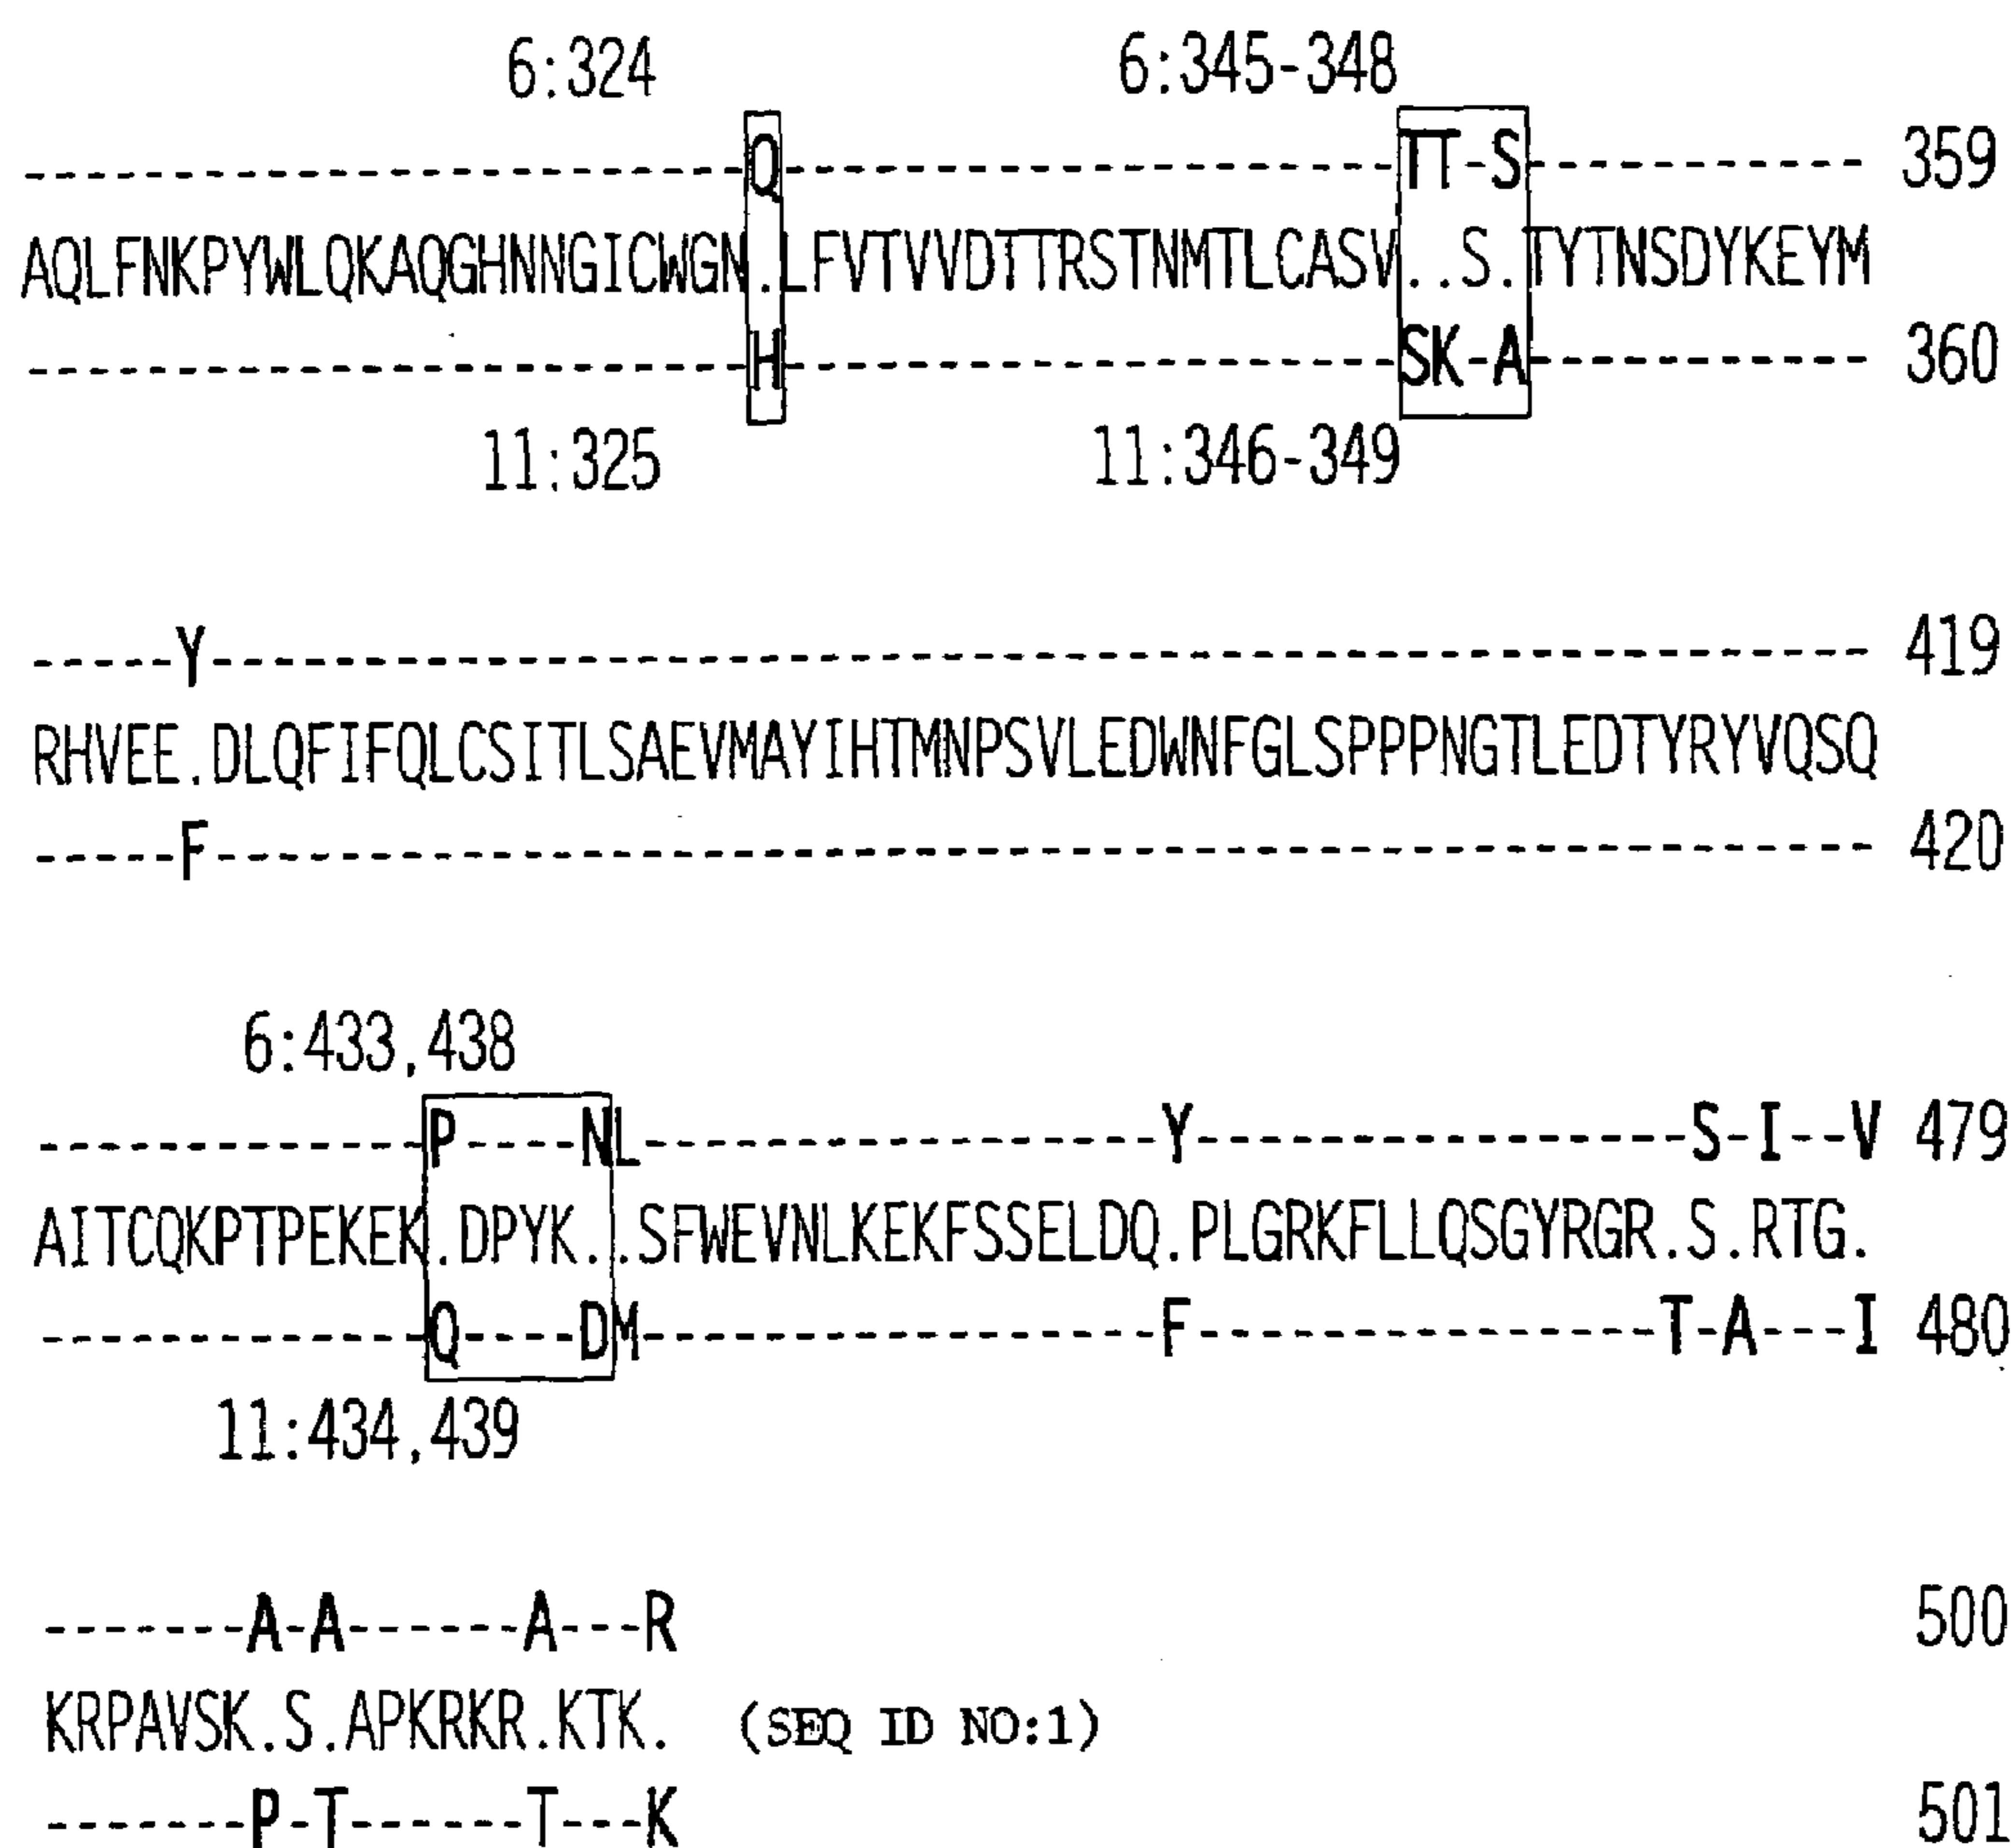 6:324 6:345-348
------------------------Q--------------------TT-S----------- 359
AQLFNKPYWLQKAQGHNNGICWGN.LFVTVVDTTRSTNMTLCASV..S.TYTNSDYKEYM
------------------------H--------------------SK-A----------- 360
11:325 11:346-349
-----Y------------------------------------------------------ 419
RHVEE.DLQFIFQLCSITLSAEVMAYIHTMNPSVLEDWNFGLSPPPNGTLEDTYRYVQSQ
-----F------------------------------------------------------ 420
6:433,438
-------------P----NL-----------------Y----------------S-I--V 479
AITCQKPTPEKEK.DPYK..SFWEVNLKEKFSSELDQ.PLGRKFLLQSGYRGR.S.RTG.
-------------Q----DM-----------------F---------------T-A---I 480
11:434,439
-------A-A------A---R 500
KRPAVSK.S.APKRKR.KTK. (SEQ ID NO:1)
-------P-T------T---K 501